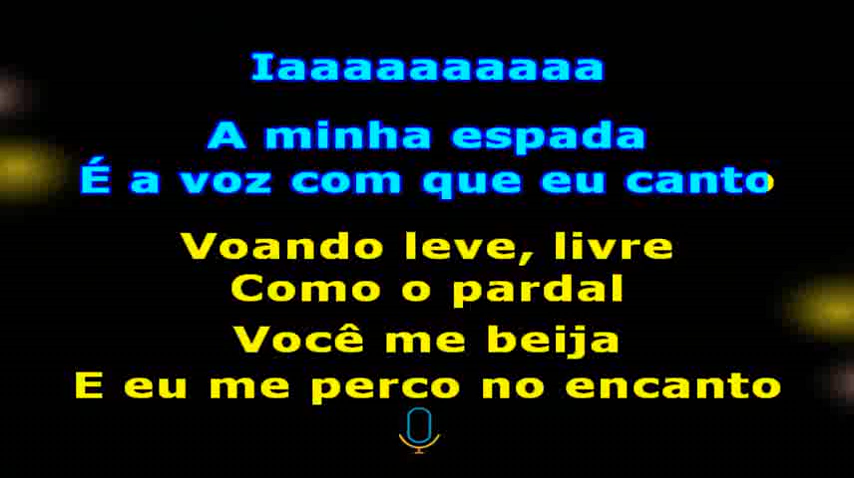 Iaaaaaaaaaaa
A minha espada
É a voz com que eu canto
Voando leve, livre
Como o pardal
Você me beija
E eu me perco no encanto